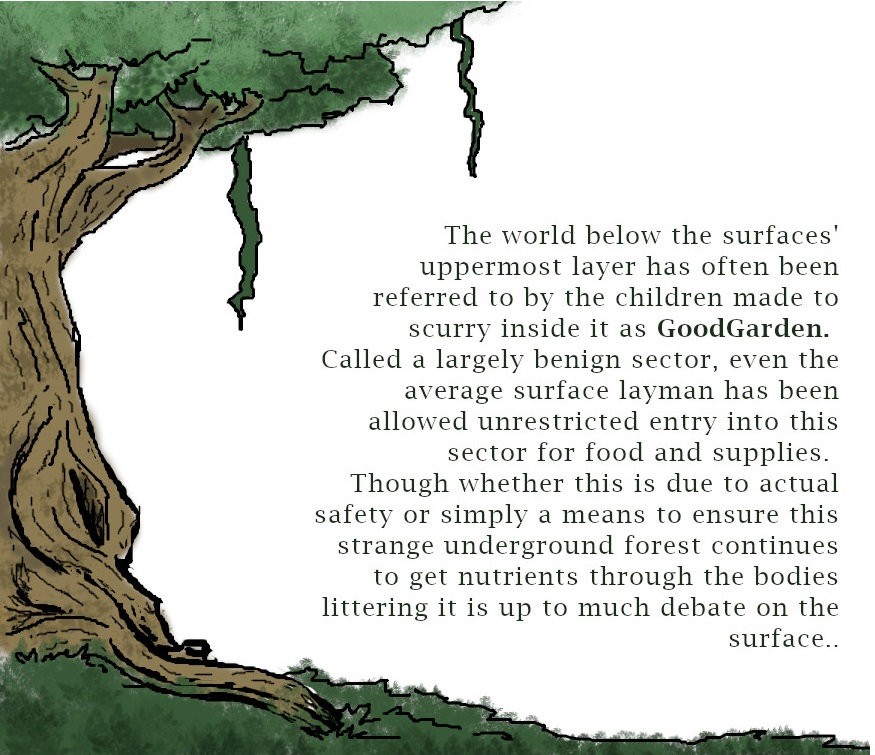 The world below the surfaces'
uppermost layer has often been
referred to by the children made to
scurry inside it as GoodGarden.
Called a largely benign sector, even the
average surface layman has been
allowed unrestricted entry into this
sector for food and supplies.
Though whether this is due to actual
safety or simply a means to ensure this
strange underground forest continues
to get nutrients through the bodies
littering it is up to much debate on the
surface..